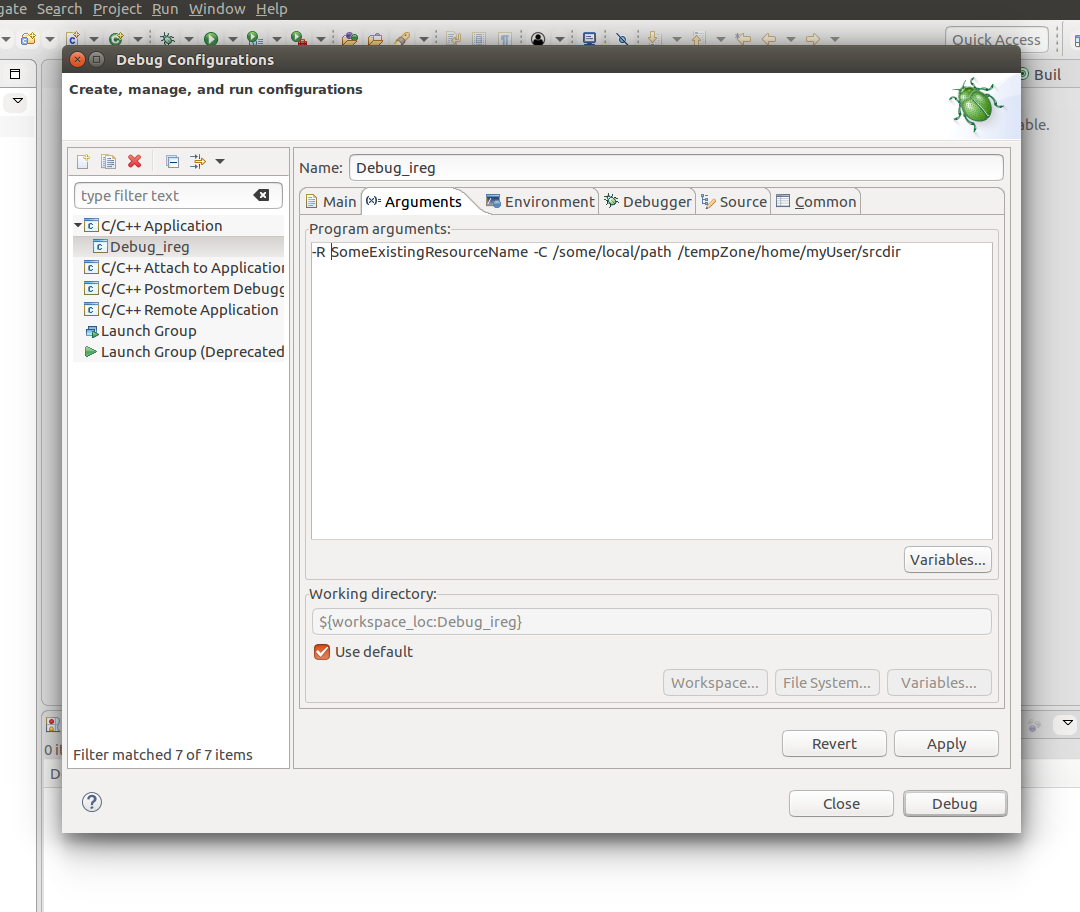 gate Search Project Run Window Help
Quick Access
Debug Configurations
Buil
Create, manage, and run configurations
able.
Name: Debug_ireg
type filter text
Main (x)= Arguments Environment Debugger Source Common
C/C++ Application
Debug_ireg
C/C++ Attach to Application
C/C++ Postmortem Debugg
C/C++ Remote Application
Launch Group
Launch Group (Deprecated
Program arguments:
-R SomeExistingResourceName -C /some/local/path /tempZone/home/myUser/srcdir
Variables...
Working directory:
${workspace_loc:Debug_ireg}
Use default
Workspace... File System... Variables...
Filter matched 7 of 7 items
Revert Apply
0 it
D
? Close Debug